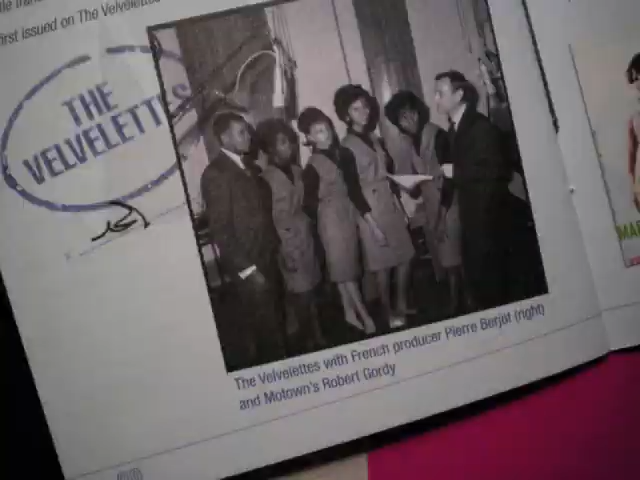 first issued on The Velvelettes
THE
VELVELETTES
The Velvelettes with French producer Pierre Berjot (right)
and Motown's Robert Gordy
MAR